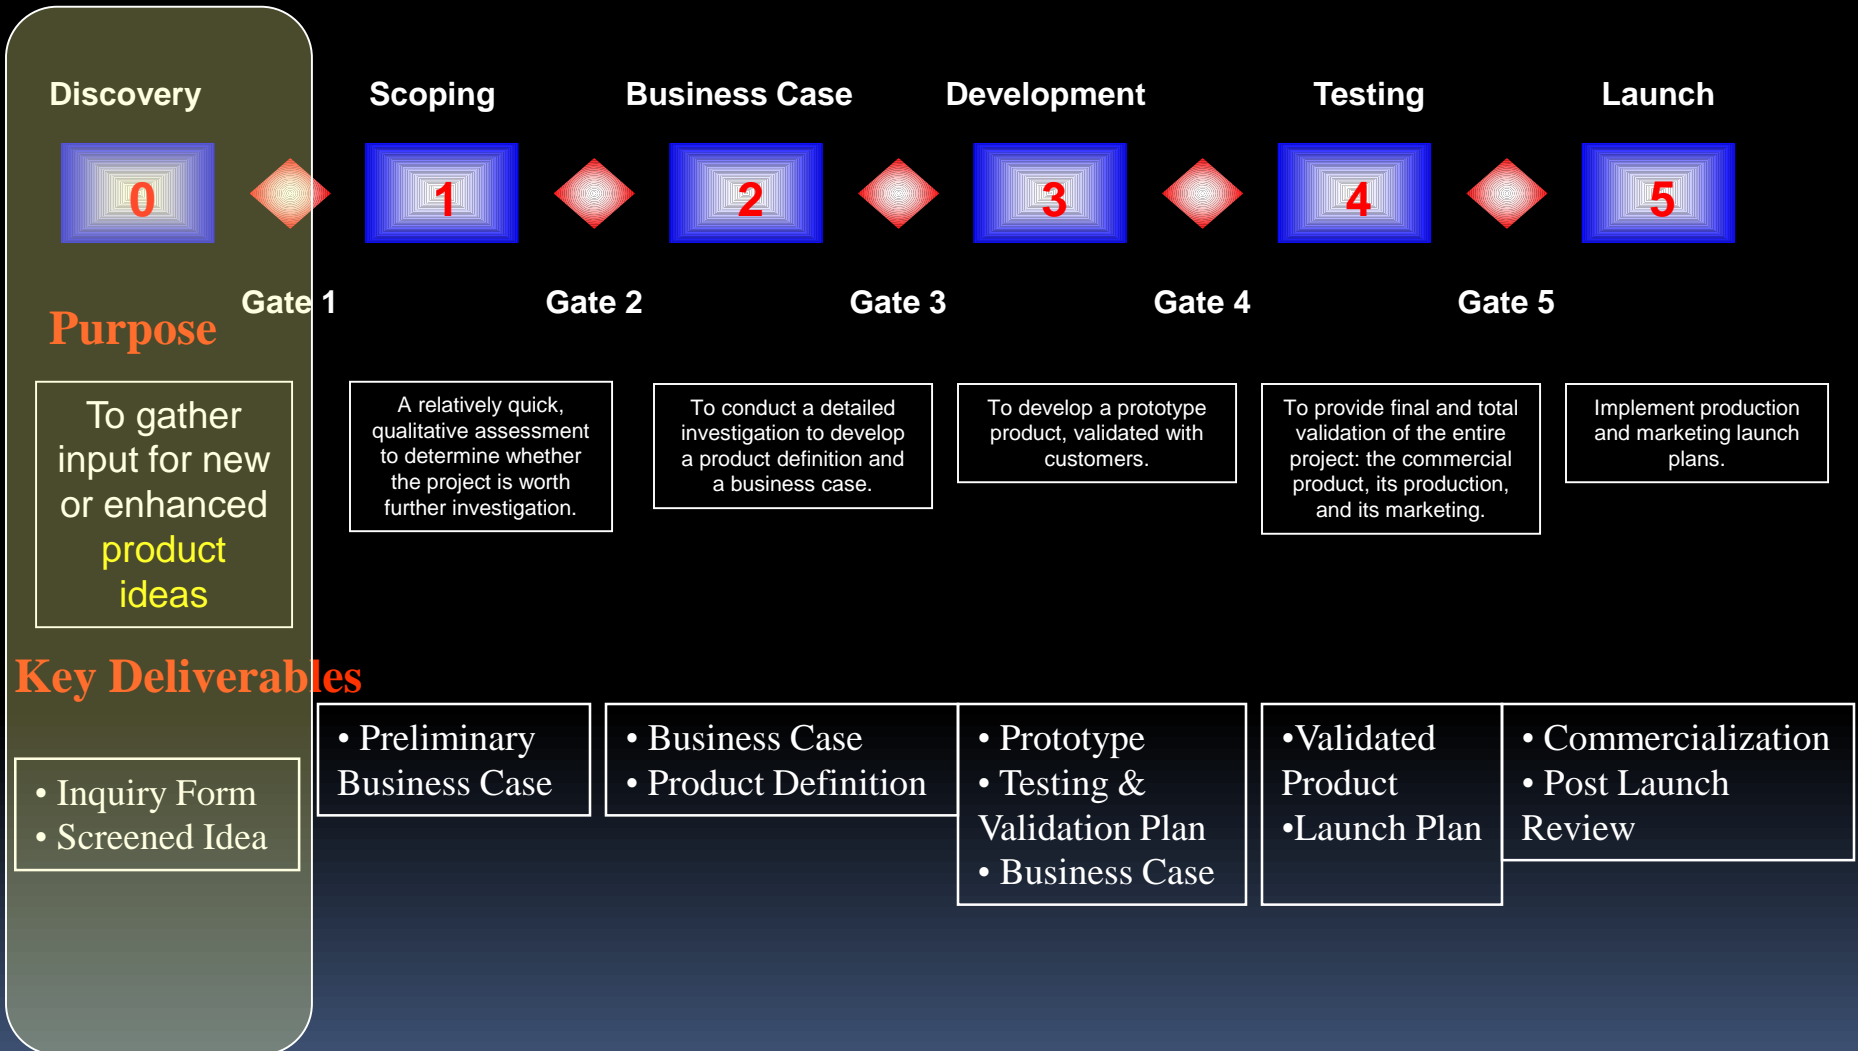 Discovery
Scoping
Business Case
Development
Testing
Launch
0
1
2
3
4
5
Gate 1
Gate 2
Gate 3
Gate 4
Gate 5
Purpose
To gather
input for new
or enhanced
product
ideas
A relatively quick,
qualitative assessment
to determine whether
the project is worth
further investigation.
To conduct a detailed
investigation to develop
a product definition and
a business case.
To develop a prototype
product, validated with
customers.
To provide final and total
validation of the entire
project: the commercial
product, its production,
and its marketing.
Implement production
and marketing launch
plans.
Key Deliverables
• Inquiry Form
• Screened Idea
• Preliminary
Business Case
• Business Case
• Product Definition
• Prototype
• Testing &
Validation Plan
• Business Case
•Validated
Product
•Launch Plan
• Commercialization
• Post Launch
Review